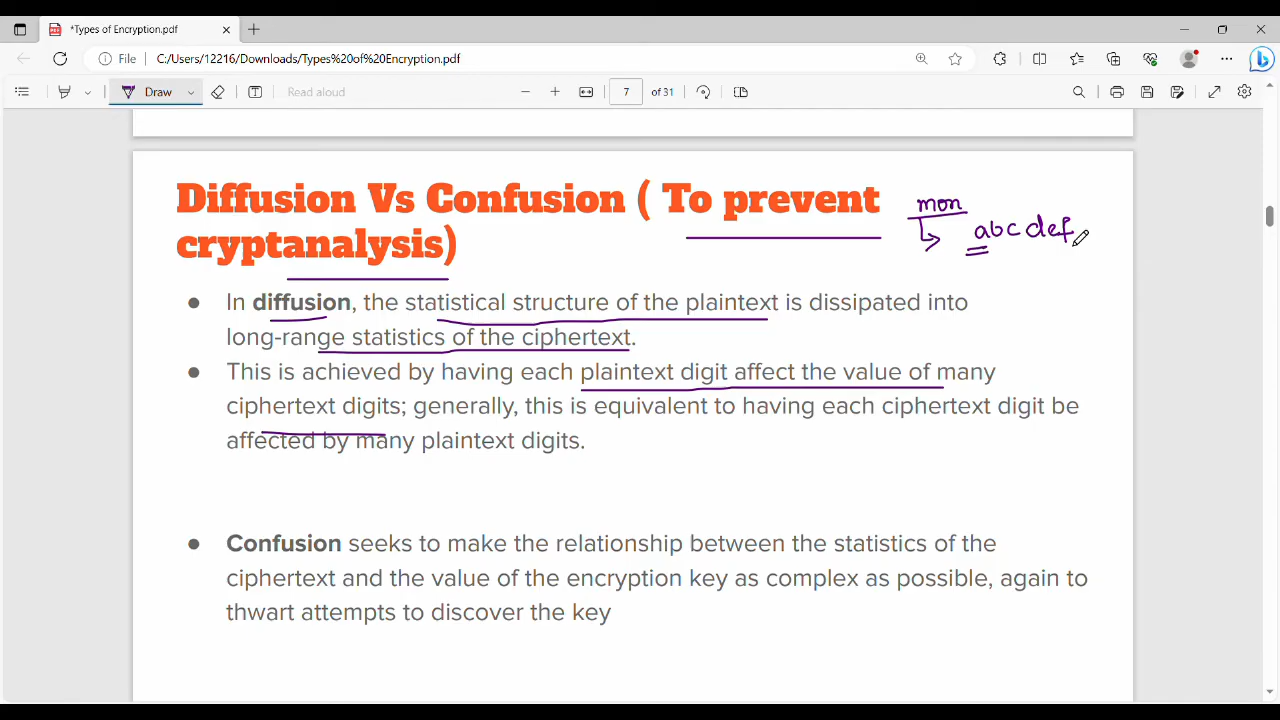 *Types of Encryption.pdf
File C:/Users/12216/Downloads/Types%20of%20Encryption.pdf
Draw Read aloud 7 of 31
Diffusion Vs Confusion ( To prevent
cryptanalysis)
mon
abcdef
● In diffusion, the statistical structure of the plaintext is dissipated into
long-range statistics of the ciphertext.
● This is achieved by having each plaintext digit affect the value of many
ciphertext digits; generally, this is equivalent to having each ciphertext digit be
affected by many plaintext digits.
● Confusion seeks to make the relationship between the statistics of the
ciphertext and the value of the encryption key as complex as possible, again to
thwart attempts to discover the key